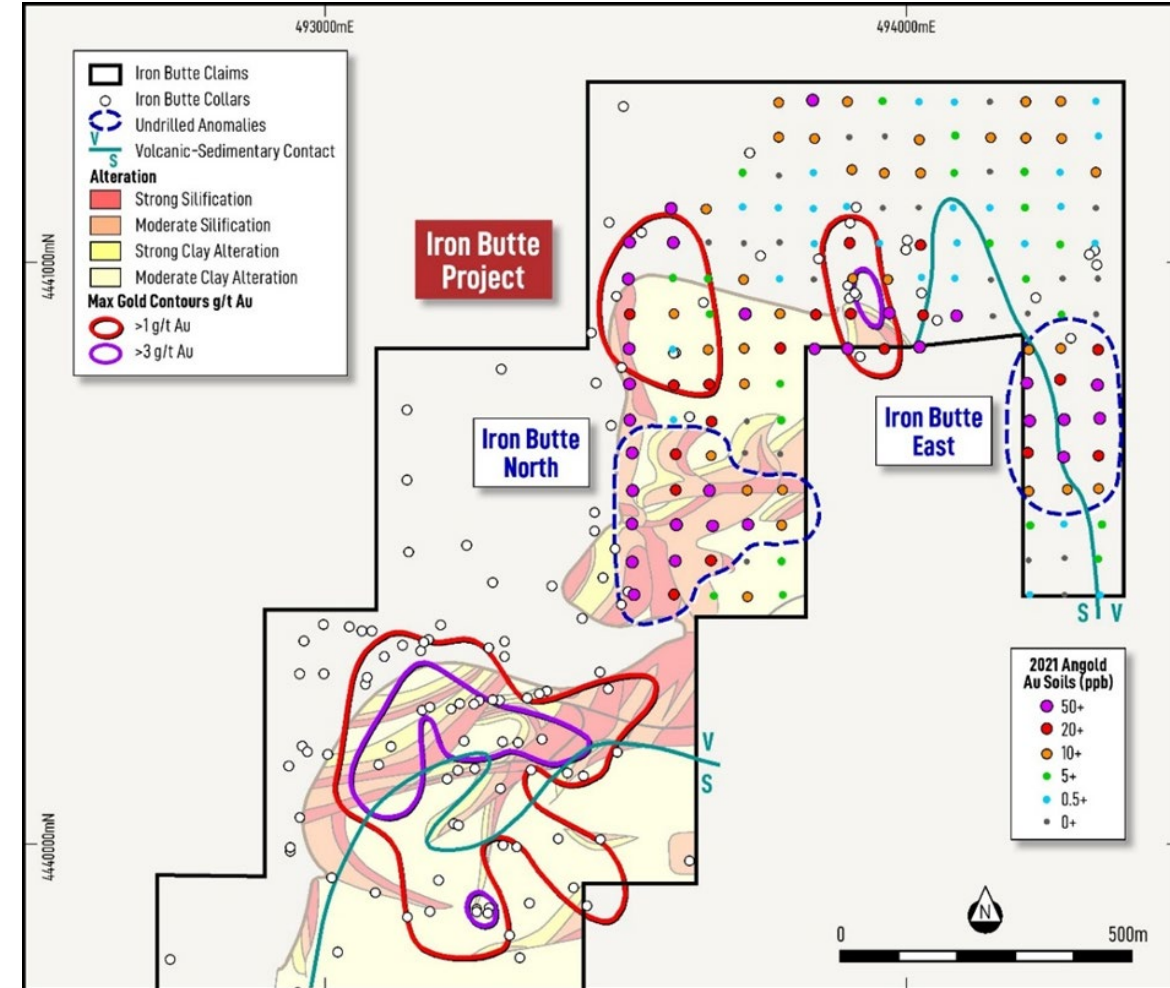 493000mE
494000mE
Iron Butte Claims
Iron Butte Collars
Undrilled Anomalies
V
S
Volcanic-Sedimentary Contact
Alteration
Strong Silification
Moderate Silification
Strong Clay Alteration
Moderate Clay Alteration
Max Gold Contours g/t Au
>1 g/t Au
>3 g/t Au
4441000mN
Iron Butte
Project
Iron Butte
North
Iron Butte
East
S V
V
S
2021 Angold
Au Soils (ppb)
50+
20+
10+
5+
0.5+
0+
4440000mN
N
0
500m